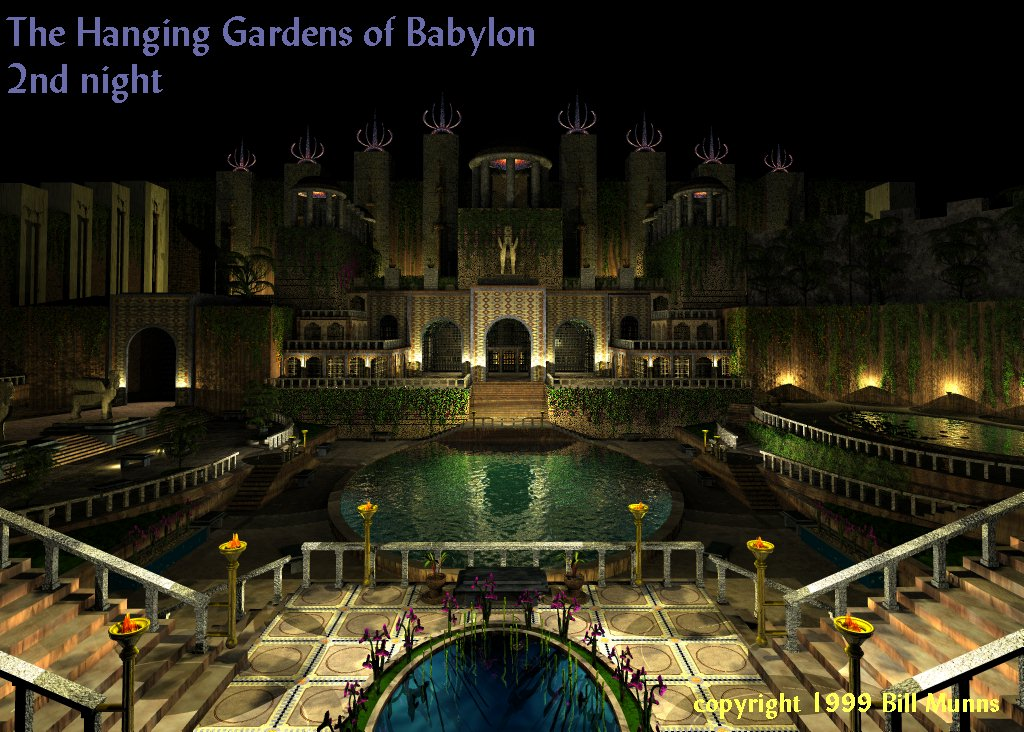 The Hanging Gardens of Babylon
2nd night
copyright 1999 Bill Munns